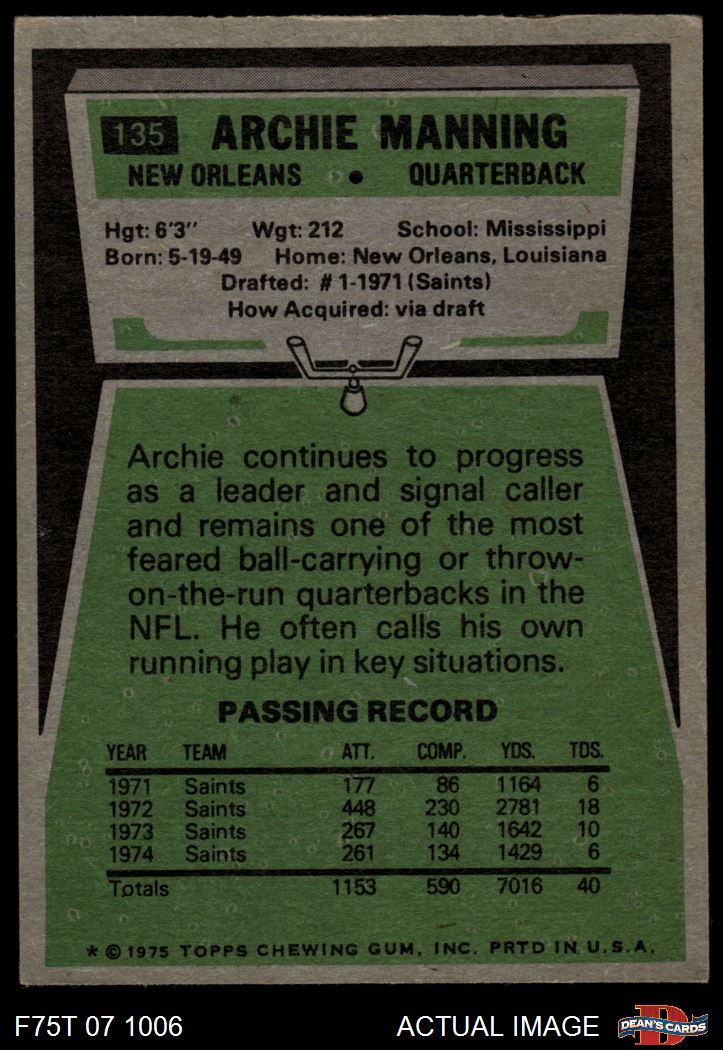 135 ARCHIE MANNING
NEW ORLEANS • QUARTERBACK
Hgt: 6'3" Wgt: 212 School: Mississippi
Born: 5-19-49 Home: New Orleans, Louisiana
Drafted: #1-1971 (Saints)
How Acquired: via draft
Archie continues to progress
as a leader and signal caller
and remains one of the most
feared ball-carrying or throw-
on-the-run quarterbacks in the
NFL. He often calls his own
running play in key situations.
PASSING RECORD
YEAR TEAM ATT. COMP. YDS. TDS.
1971 Saints 177 86 1164 6
1972 Saints 448 230 2781 18
1973 Saints 267 140 1642 10
1974 Saints 261 134 1429 6
Totals 1153 590 7016 40
* © 1975 TOPPS CHEWING GUM, INC. PRTD IN U.S.A.
F75T 07 1006 ACTUAL IMAGE DEAN'S CARDS